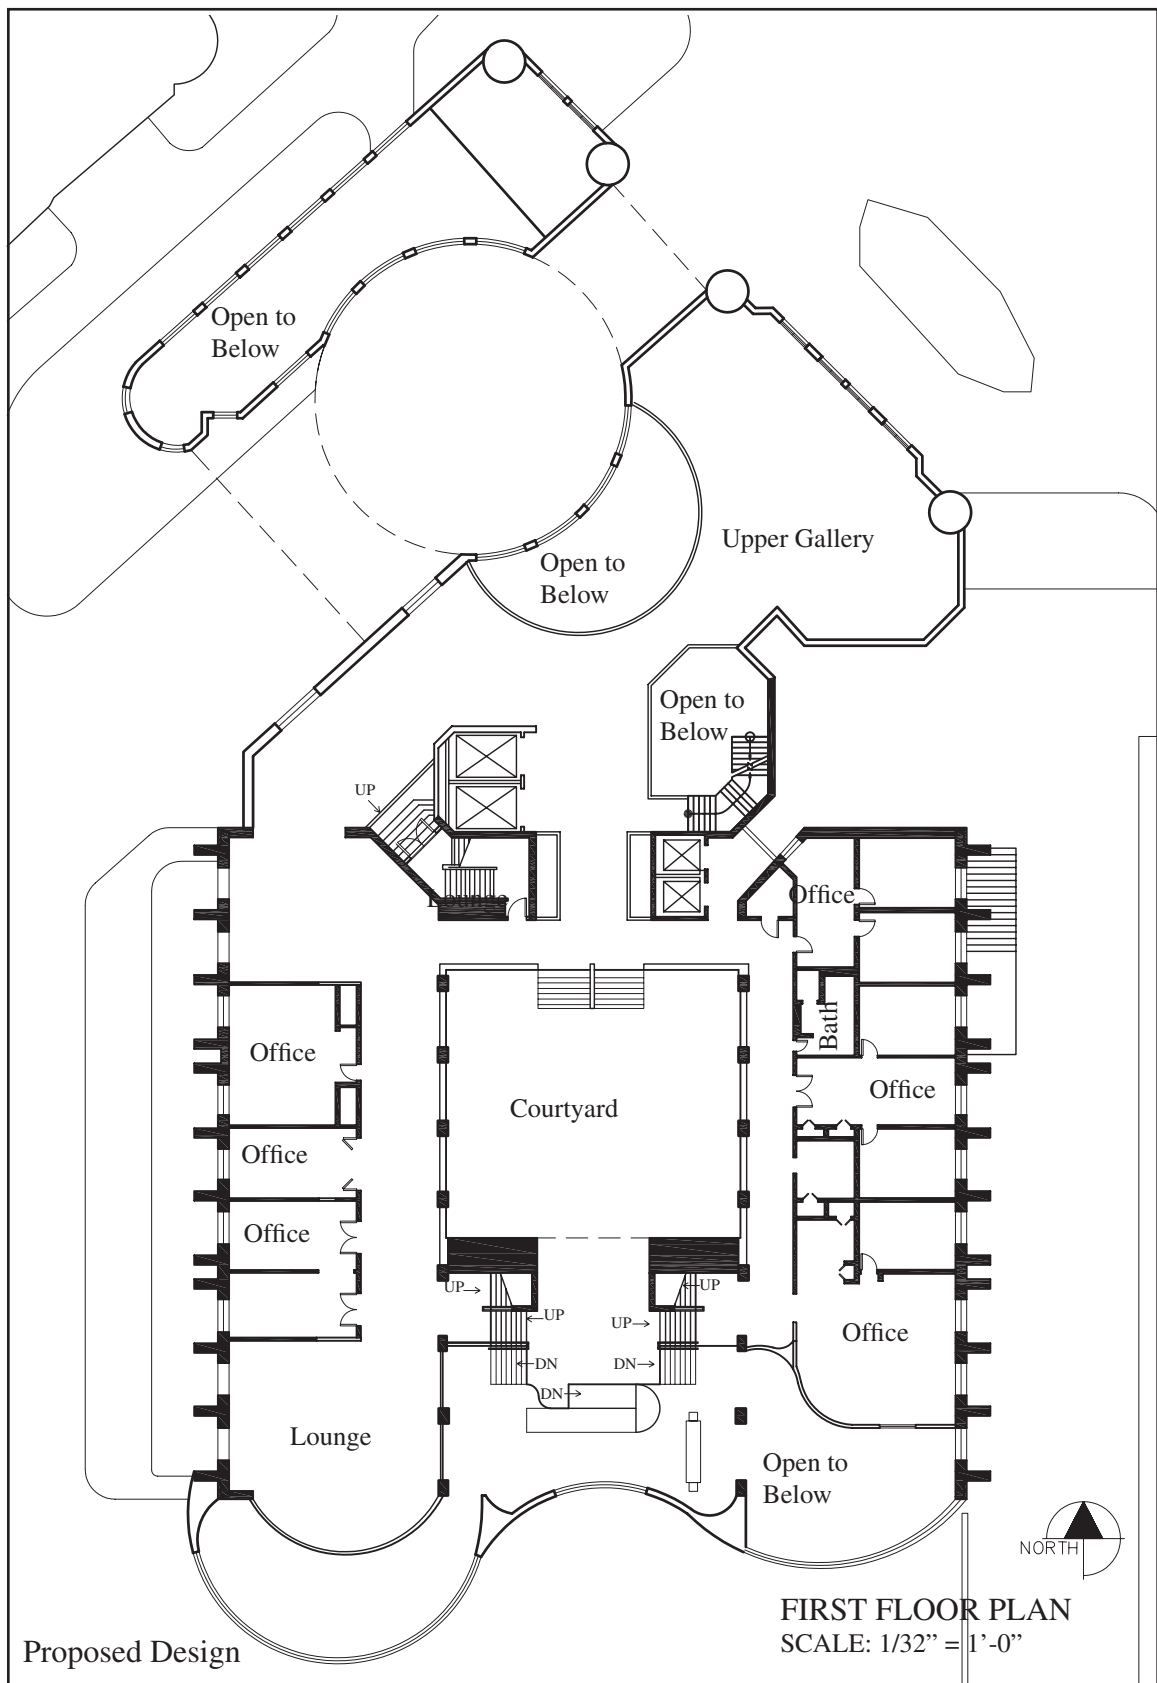 Open to
Below
Upper Gallery
Open to
Below
Open to
Below
UP
Lounge
Office
Bath
Office
Office
Courtyard
Office
Office
UP
UP
UP
UP
Office
DN
DN
DN
Lounge
Open to
Below
NORTH
FIRST FLOOR PLAN
SCALE: 1/32” = 1’-0”
Proposed Design